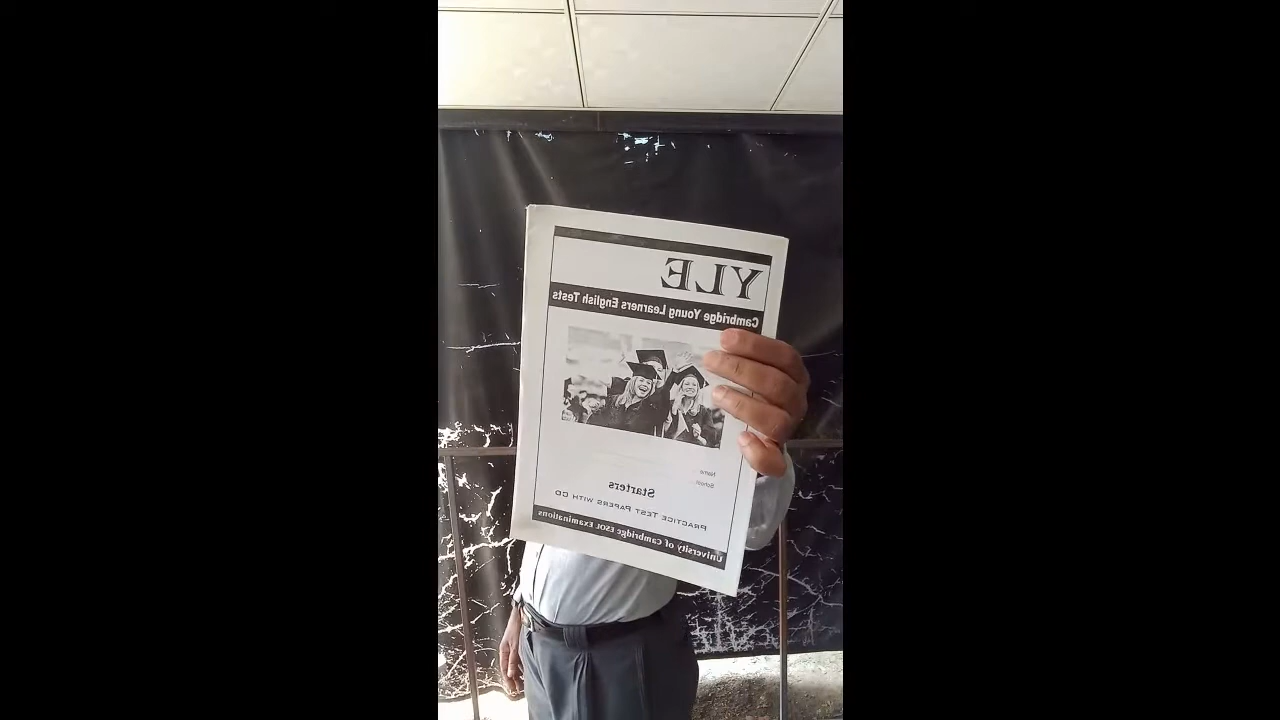 YLE
Cambridge Young Learners English Tests
Name
School
Starters
PRACTICE TEST PAPERS WITH CD
University of Cambridge ESOL Examinations